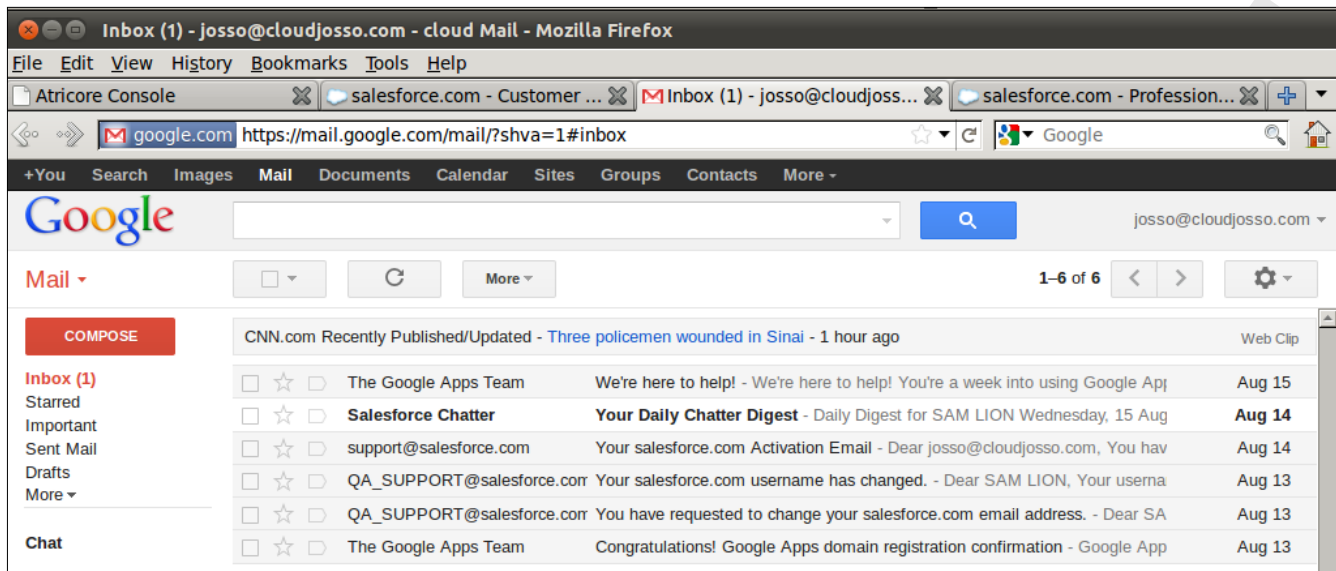 Inbox (1) - josso@cloudjosso.com - cloud Mail - Mozilla Firefox
File Edit View History Bookmarks Tools Help
Atricore Console salesforce.com - Customer ... Inbox (1) - josso@cloudjoss... salesforce.com - Profession...
google.com https://mail.google.com/mail/?shva=1#inbox Google
+You Search Images Mail Documents Calendar Sites Groups Contacts More
Google josso@cloudjosso.com
Mail More 1–6 of 6
COMPOSE CNN.com Recently Published/Updated - Three policemen wounded in Sinai - 1 hour ago Web Clip
Inbox (1) The Google Apps Team We're here to help! - We're here to help! You're a week into using Google App Aug 15
Starred
Salesforce Chatter Your Daily Chatter Digest - Daily Digest for SAM LION Wednesday, 15 Aug Aug 14
Important
Sent Mail support@salesforce.com Your salesforce.com Activation Email - Dear josso@cloudjosso.com, You hav Aug 14
Drafts
QA_SUPPORT@salesforce.com Your salesforce.com username has changed. - Dear SAM LION, Your userna Aug 13
More
QA_SUPPORT@salesforce.com You have requested to change your salesforce.com email address. - Dear SA Aug 13
Chat The Google Apps Team Congratulations! Google Apps domain registration confirmation - Google App Aug 13